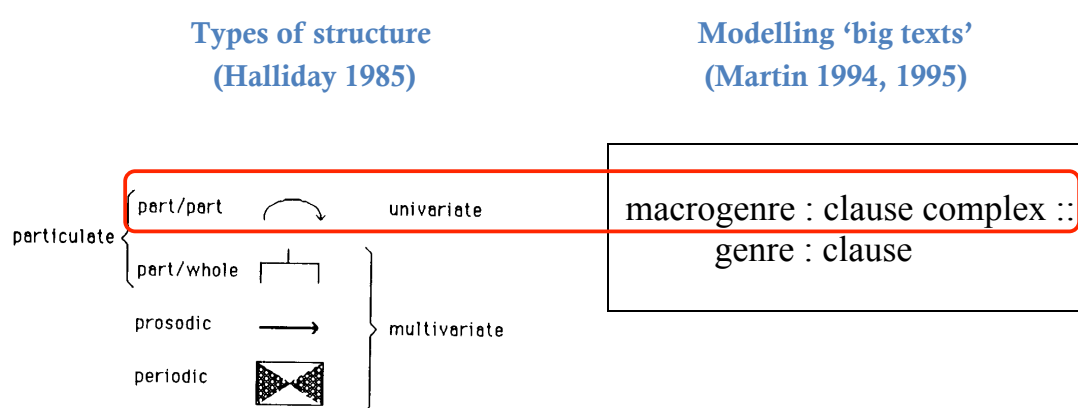 Types of structure
(Halliday 1985)
Modelling ‘big texts’
(Martin 1994, 1995)
particulate
part/part
univariate
part/whole
prosodic
multivariate
periodic
macrogenre : clause complex ::
genre : clause